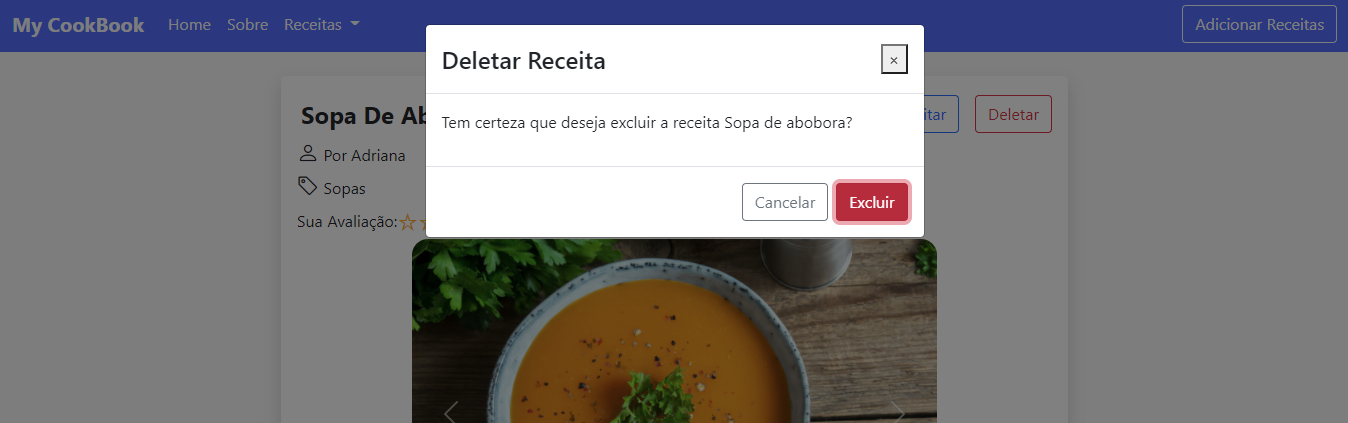 My CookBook Home Sobre Receitas Adicionar Receitas
Deletar Receita ×
Sopa De Ab itar Deletar
Tem certeza que deseja excluir a receita Sopa de abobora?
Por Adriana
Sopas
Cancelar Excluir
Sua Avaliação: